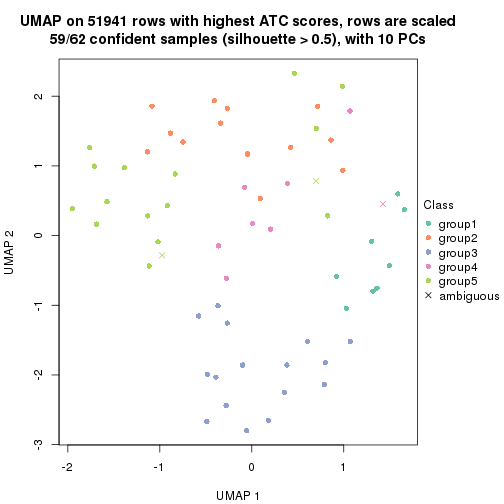 UMAP on 51941 rows with highest ATC scores, rows are scaled
59/62 confident samples (silhouette > 0.5), with 10 PCs
2
1
0
-1
-2
-3
UMAP 2
-2
-1
0
1
UMAP 1
Class
group1
group2
group3
group4
group5
ambiguous